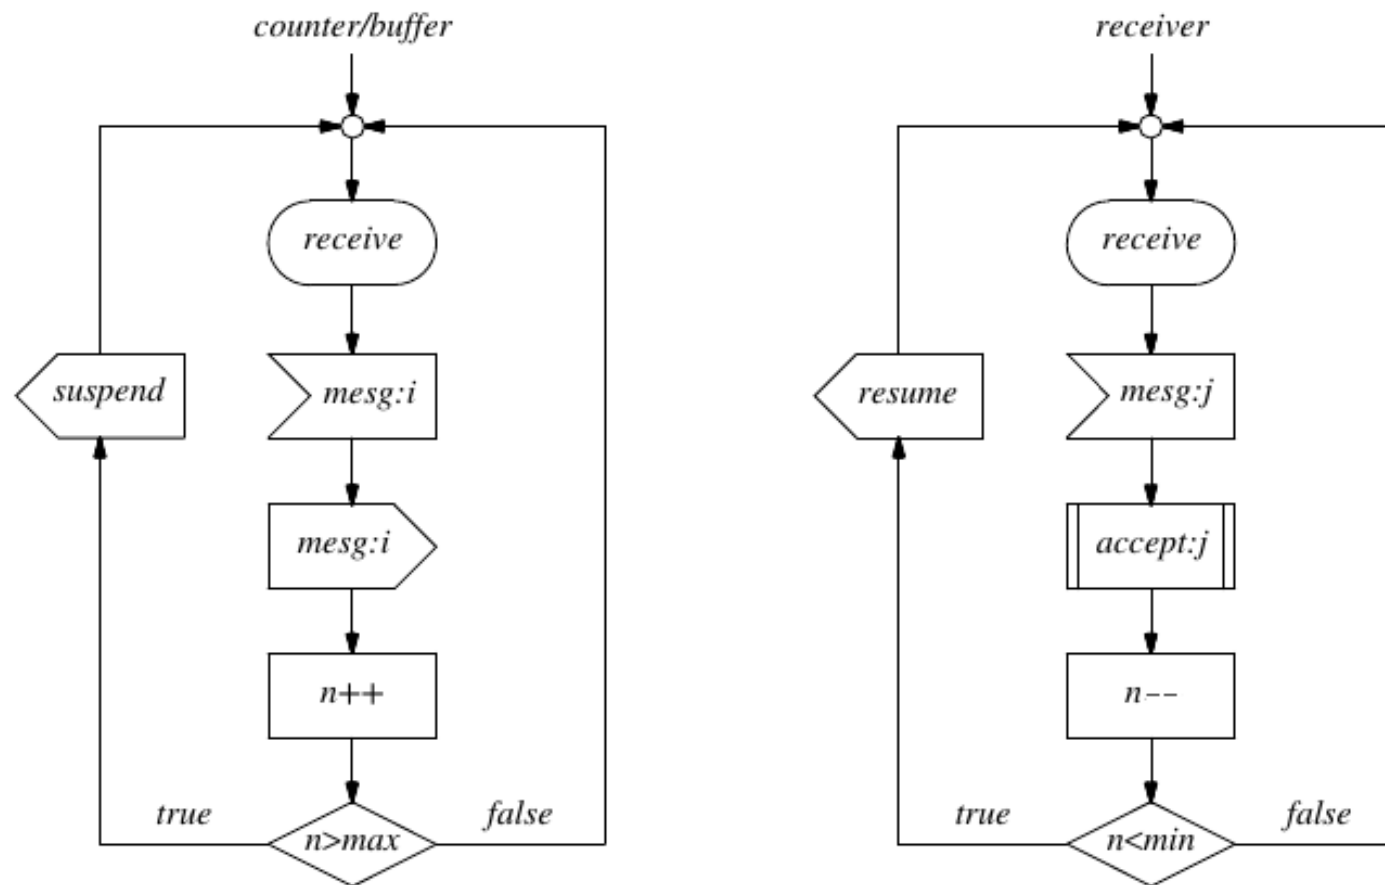 counter/buffer
receive
suspend
mesg:i
mesg:i
n++
true
false
n>max
receiver
receive
resume
mesg:j
accept:j
n--
true
false
n<min